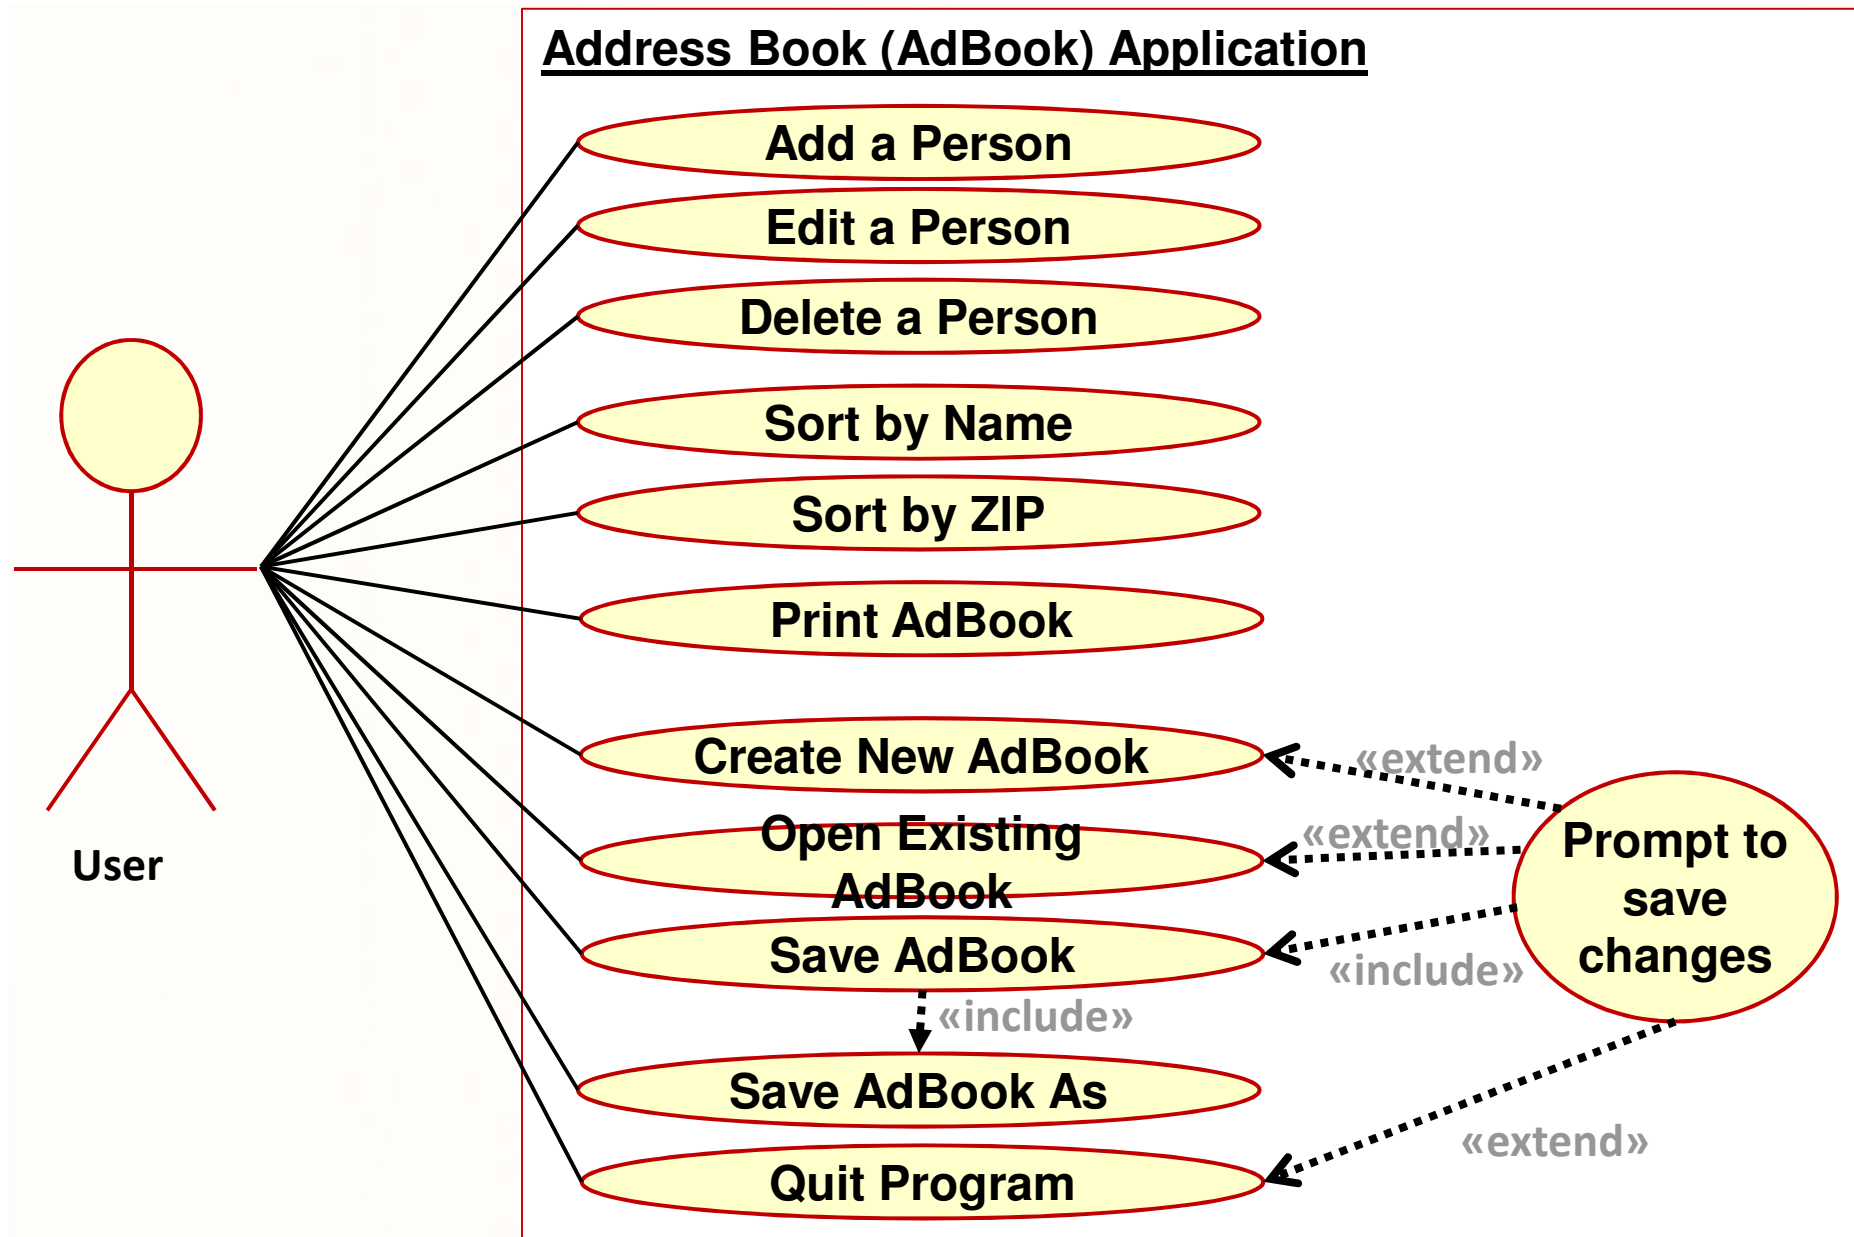 Address Book (AdBook) Application
Add a Person
Edit a Person
Delete a Person
Sort by Name
Sort by ZIP
Print AdBook
Create New AdBook
«extend»
Open Existing
AdBook
«extend»
Prompt to
save
changes
Save AdBook
«include»
«include»
Save AdBook As
«extend»
Quit Program
User